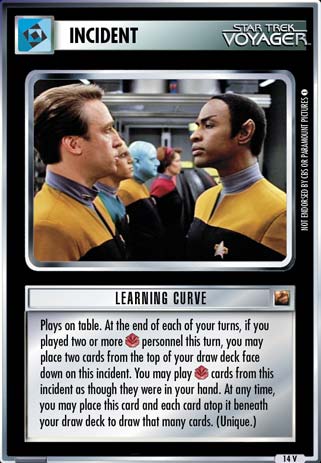 INCIDENT
STAR TREK
VOYAGER
NOT ENDORSED BY CBS OR PARAMOUNT PICTURES
LEARNING CURVE
Plays on table. At the end of each of your turns, if you
played two or more personnel this turn, you may
place two cards from the top of your draw deck face
down on this incident. You may play cards from this
incident as though they were in your hand. At any time,
you may place this card and each card atop it beneath
your draw deck to draw that many cards. (Unique.)
14 V